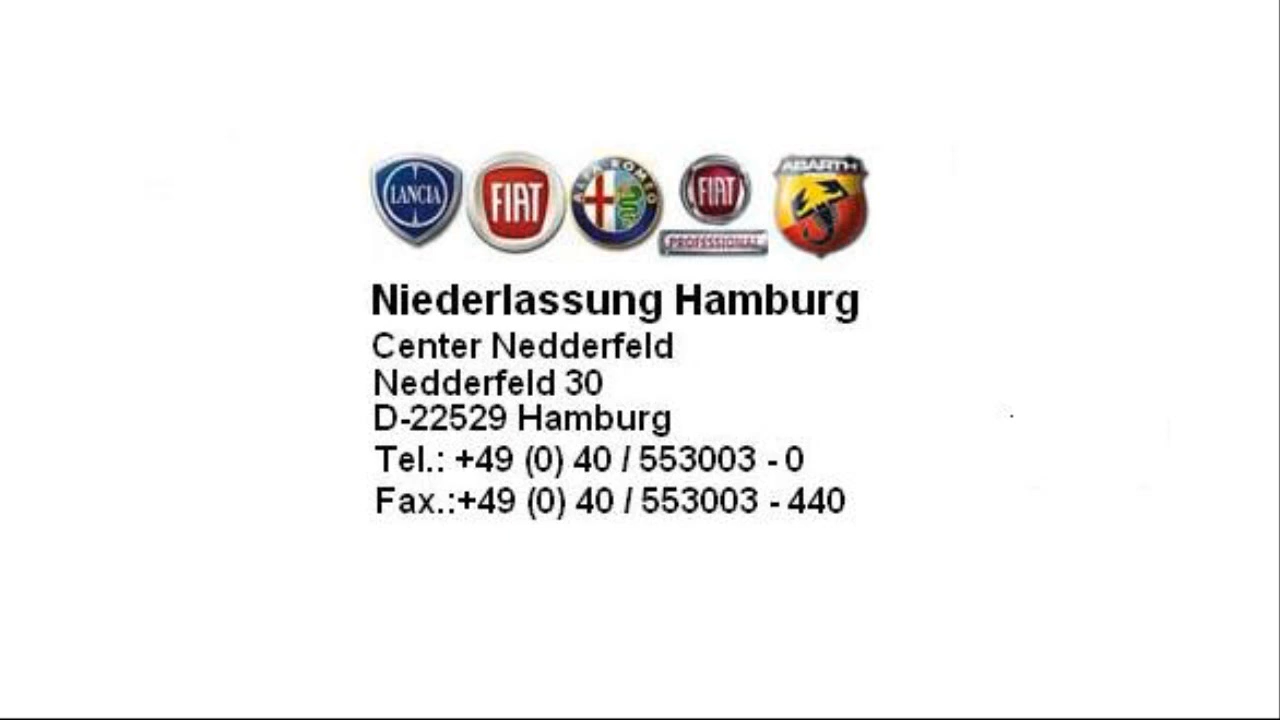 LANCIA
FIAT
ALFA ROMEO
FIAT
PROFESSIONAL
ABARTH
Niederlassung Hamburg
Center Nedderfeld
Nedderfeld 30
D-22529 Hamburg
Tel.: +49 (0) 40 / 553003 - 0
Fax.:+49 (0) 40 / 553003 - 440